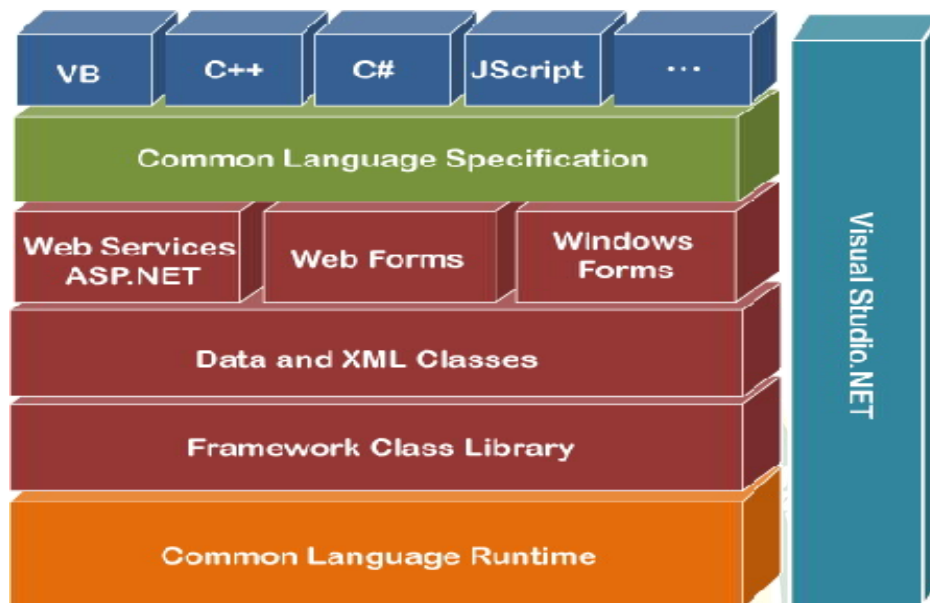 VB
C++
C#
JScript
...
Common Language Specification
Web Services
ASP.NET
Web Forms
Windows
Forms
Data and XML Classes
Framework Class Library
Common Language Runtime
Visual Studio.NET